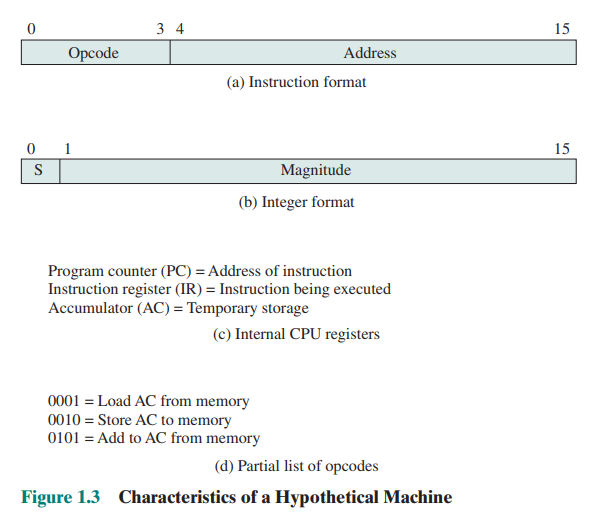 0 3 4 15
Opcode Address
(a) Instruction format
0 1 15
S Magnitude
(b) Integer format
Program counter (PC) = Address of instruction
Instruction register (IR) = Instruction being executed
Accumulator (AC) = Temporary storage
(c) Internal CPU registers
0001 = Load AC from memory
0010 = Store AC to memory
0101 = Add to AC from memory
(d) Partial list of opcodes
Figure 1.3 Characteristics of a Hypothetical Machine